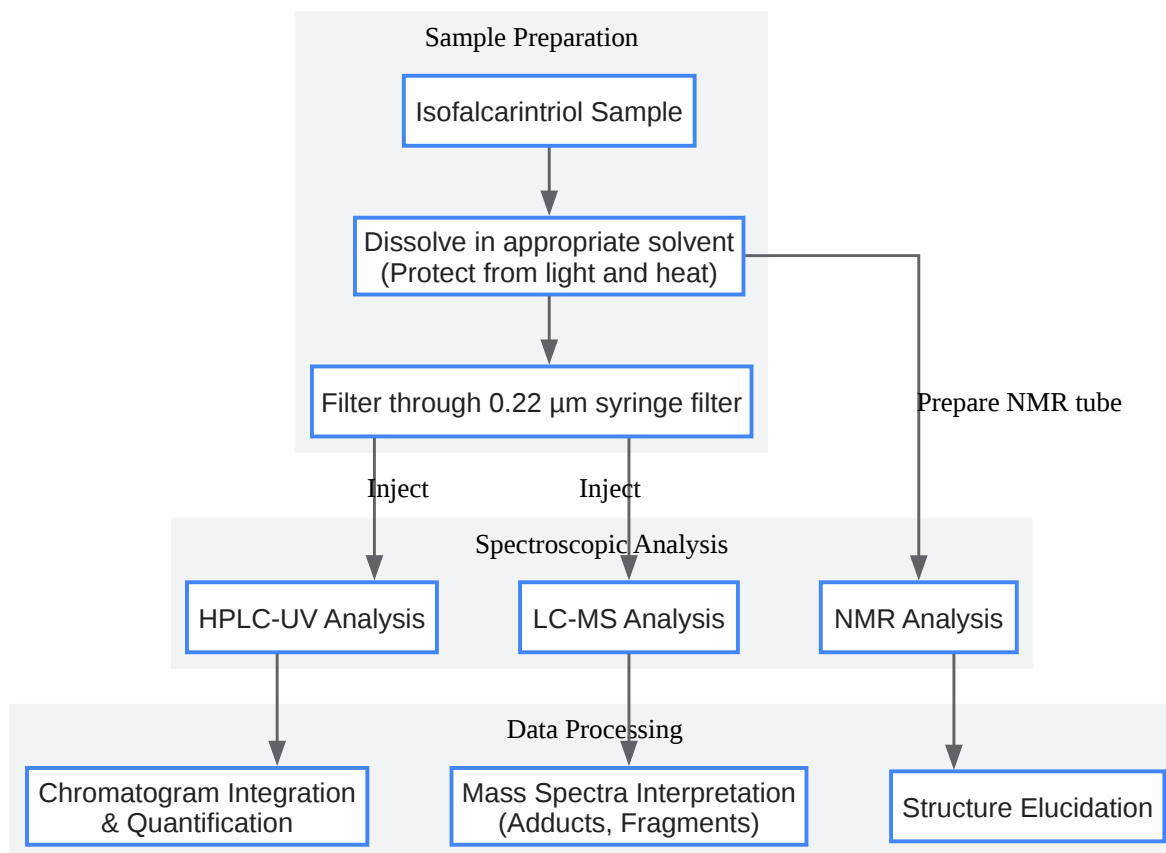 Sample Preparation
Isofalcarintriol Sample
Dissolve in appropriate solvent
(Protect from light and heat)
Filter through 0.22 µm syringe filter
Prepare NMR tube
Inject
Inject
Spectroscopic Analysis
HPLC-UV Analysis
LC-MS Analysis
NMR Analysis
Data Processing
Chromatogram Integration
& Quantification
Mass Spectra Interpretation
(Adducts, Fragments)
Structure Elucidation